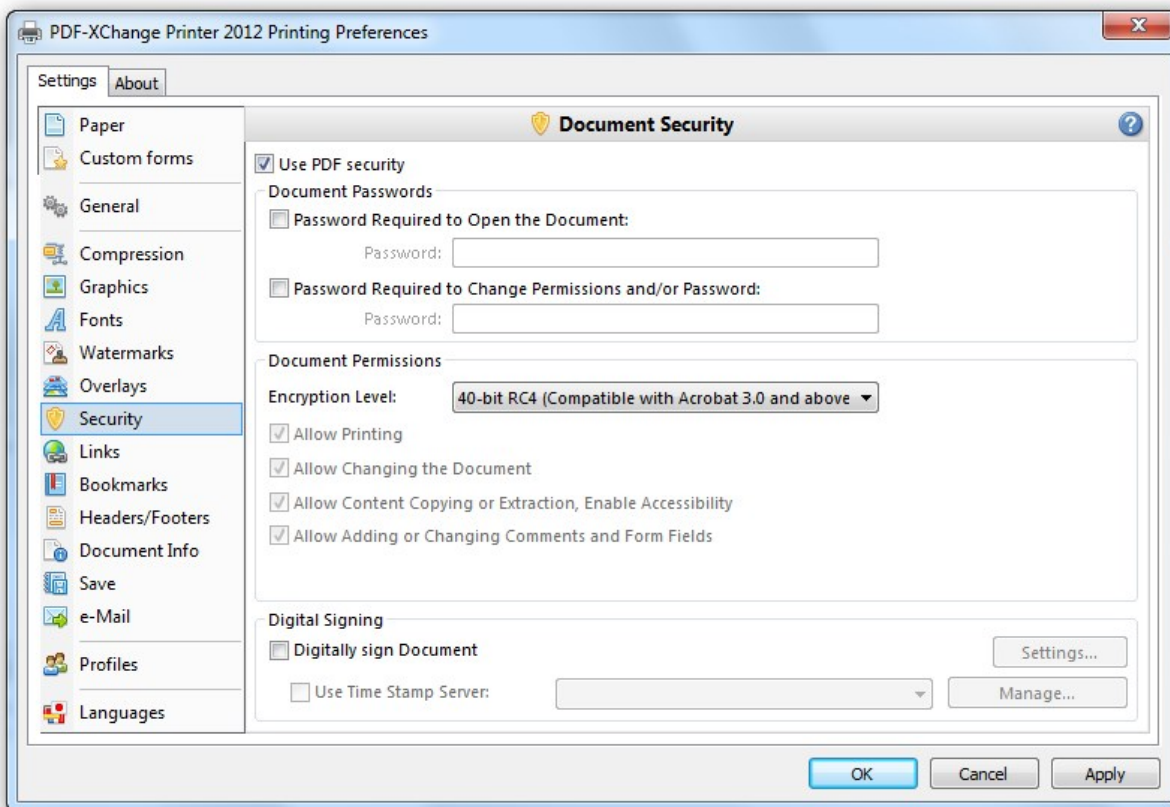 PDF-XChange Printer 2012 Printing Preferences
Settings About
Paper
Custom forms
General
Compression
Graphics
Fonts
Watermarks
Overlays
Security
Links
Bookmarks
Headers/Footers
Document Info
Save
e-Mail
Profiles
Languages
Document Security
Use PDF security
Document Passwords
Password Required to Open the Document:
Password:
Password Required to Change Permissions and/or Password:
Password:
Document Permissions
Encryption Level: 40-bit RC4 (Compatible with Acrobat 3.0 and above
Allow Printing
Allow Changing the Document
Allow Content Copying or Extraction, Enable Accessibility
Allow Adding or Changing Comments and Form Fields
Digital Signing
Digitally sign Document Settings...
Use Time Stamp Server: Manage...
OK Cancel Apply